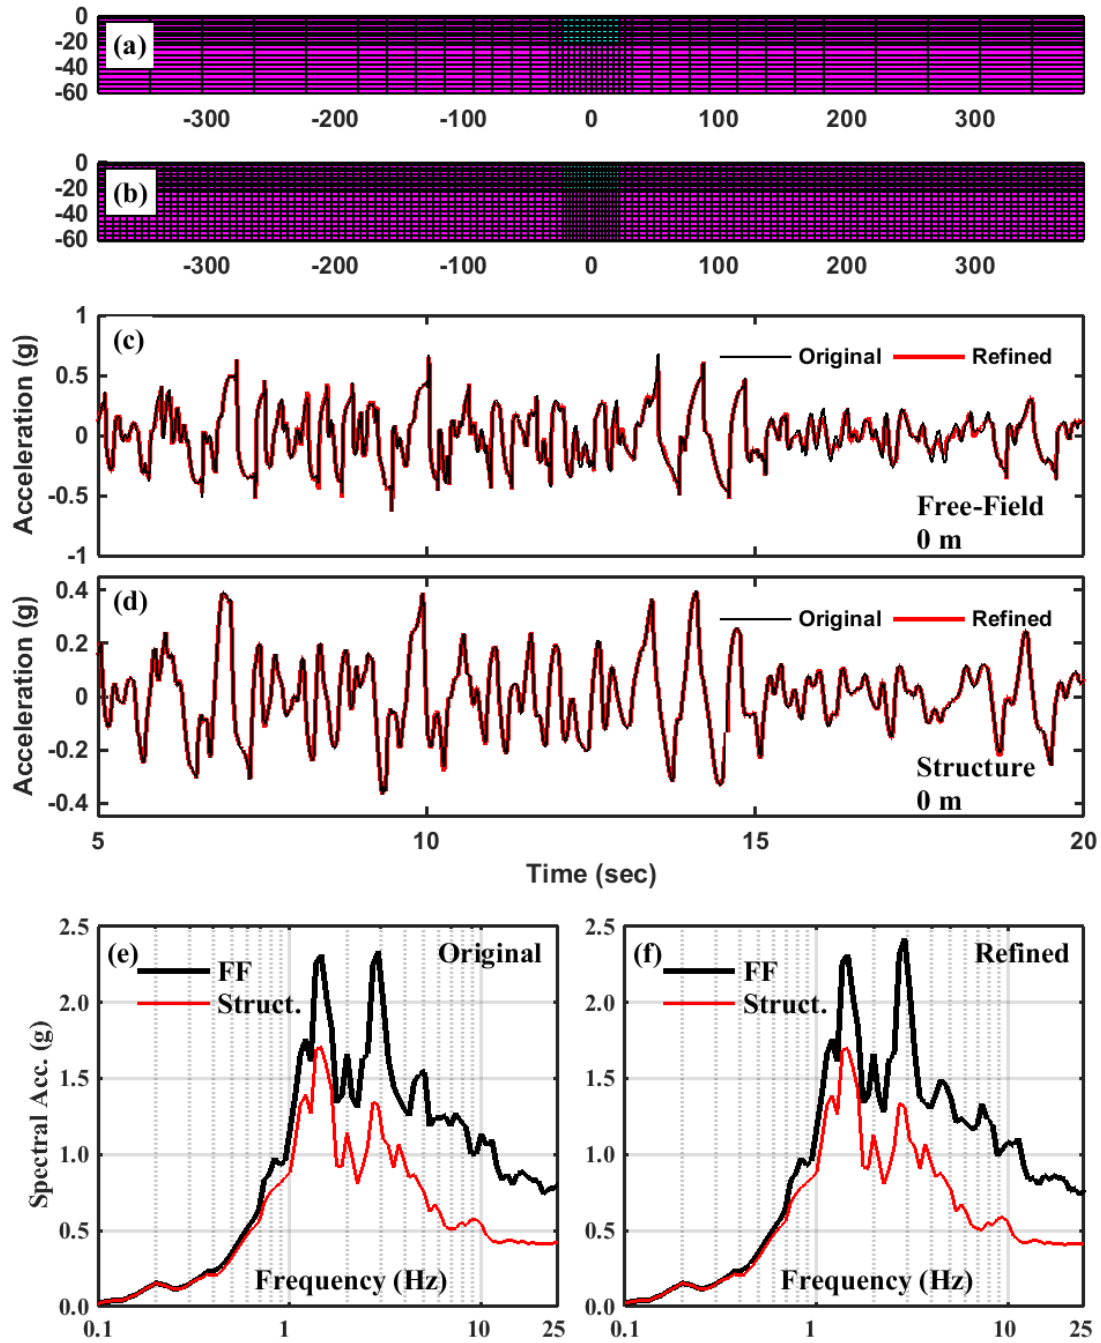 (a)
0
-20
-40
-60
-300 -200 -100 0 100 200 300
(b)
0
-20
-40
-60
-300 -200 -100 0 100 200 300
(c)
Acceleration (g)
1
0.5
0
-0.5
-1
Original Refined
Free-Field
0 m
(d)
Acceleration (g)
0.4
0.2
0
-0.2
-0.4
Original Refined
Structure
0 m
5 10 15 20
Time (sec)
(e) Original
FF
Struct.
Spectral Acc. (g)
2.5
2.0
1.5
1.0
0.5
0.0
Frequency (Hz)
0.1 1 10 25
(f) Refined
FF
Struct.
2.5
2.0
1.5
1.0
0.5
0.0
Frequency (Hz)
0.1 1 10 25